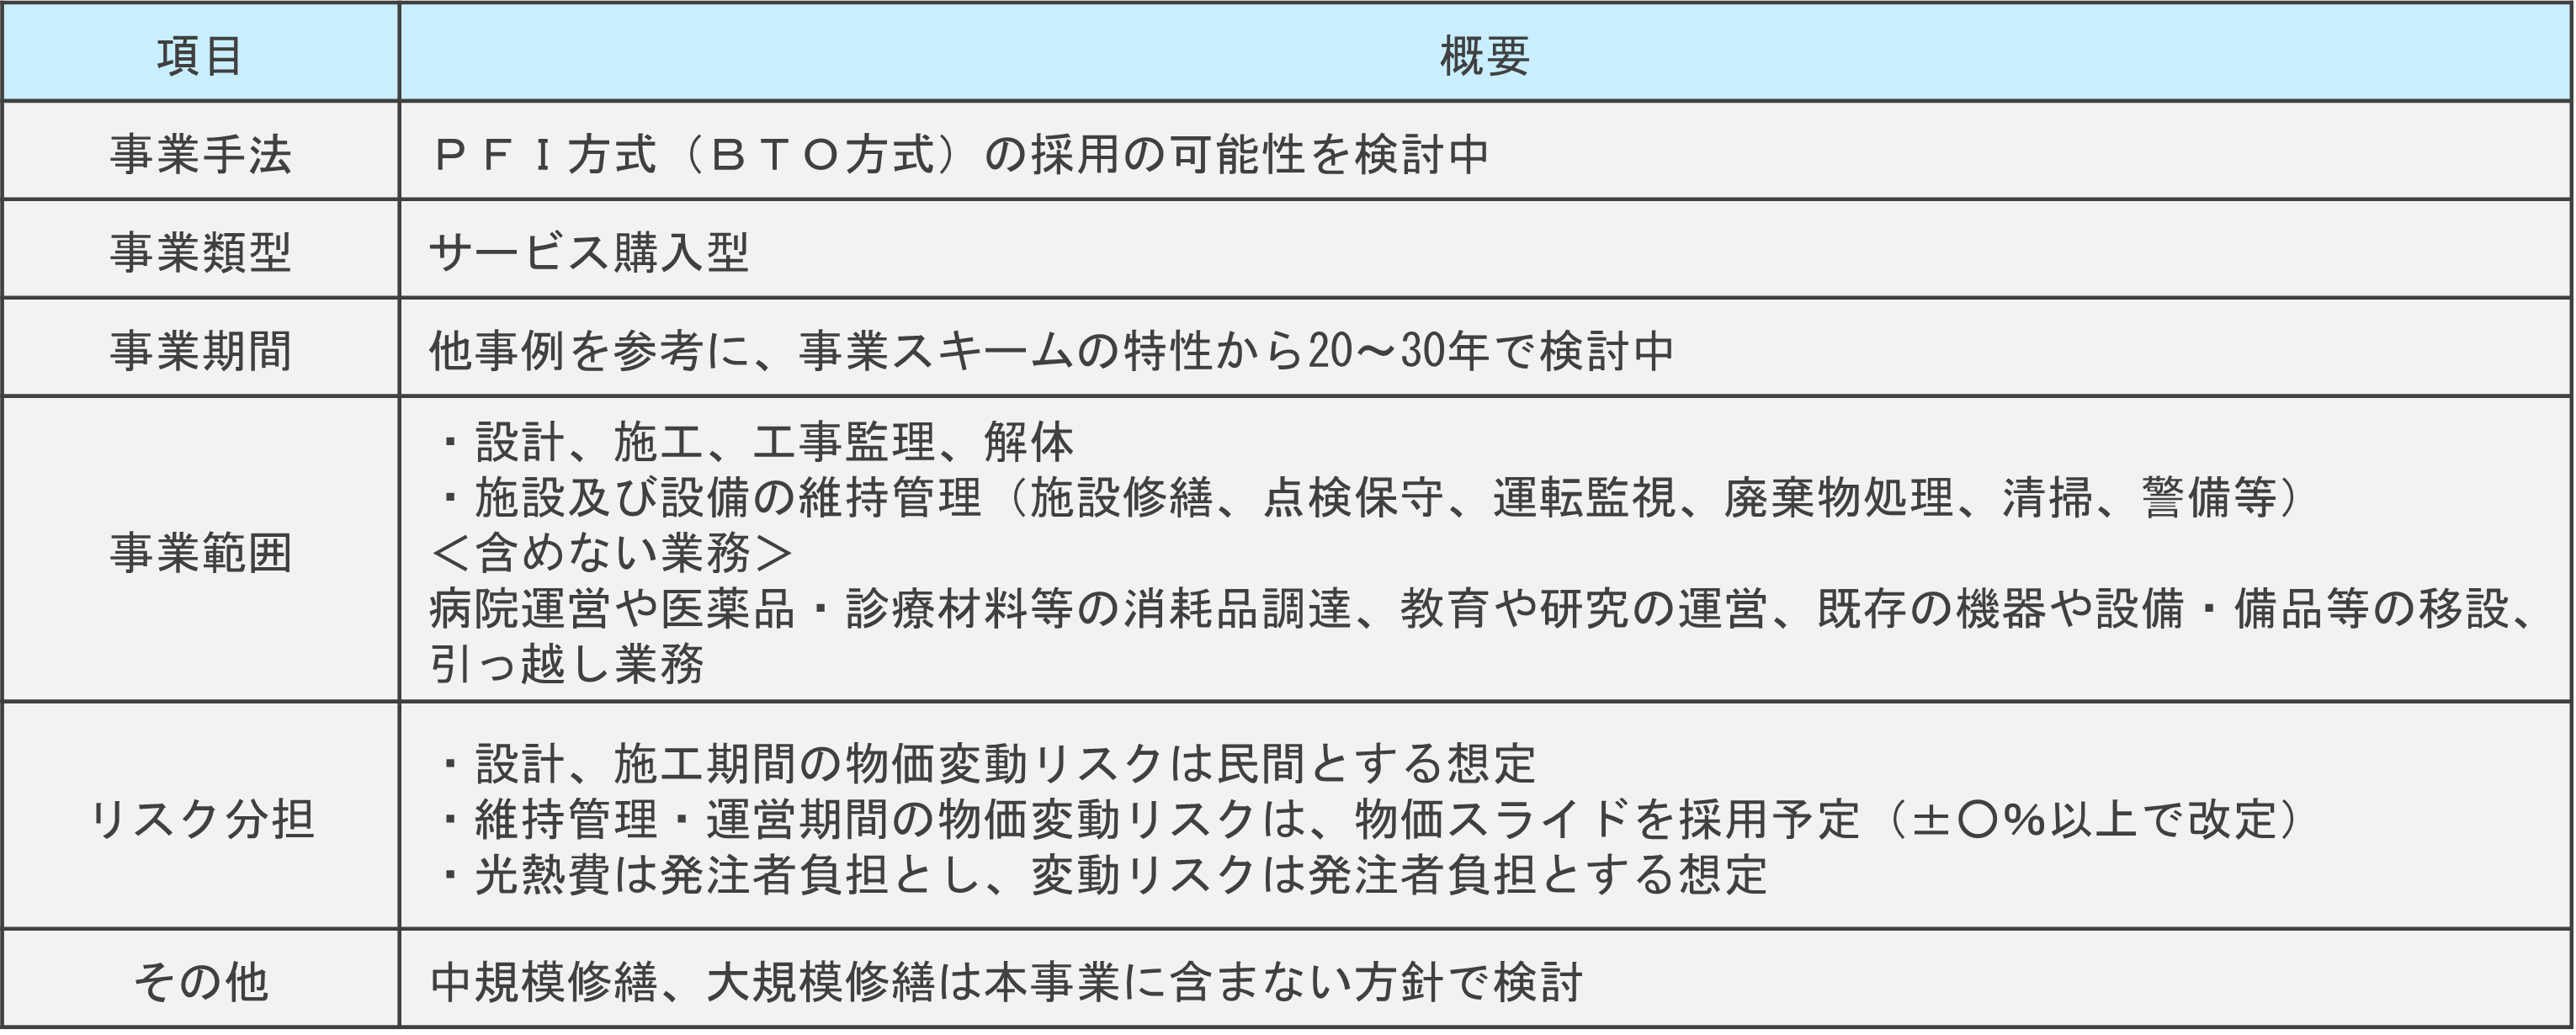 項目
概要
事業手法
ＰＦＩ方式（ＢＴＯ方式）の採用の可能性を検討中
事業類型
サービス購入型
事業期間
他事例を参考に、事業スキームの特性から20～30年で検討中
事業範囲
・設計、施工、工事監理、解体
・施設及び設備の維持管理（施設修繕、点検保守、運転監視、廃棄物処理、清掃、警備等）
＜含めない業務＞
病院運営や医薬品・診療材料等の消耗品調達、教育や研究の運営、既存の機器や設備・備品等の移設、
引っ越し業務
リスク分担
・設計、施工期間の物価変動リスクは民間とする想定
・維持管理・運営期間の物価変動リスクは、物価スライドを採用予定（±〇％以上で改定）
・光熱費は発注者負担とし、変動リスクは発注者負担とする想定
その他
中規模修繕、大規模修繕は本事業に含まない方針で検討